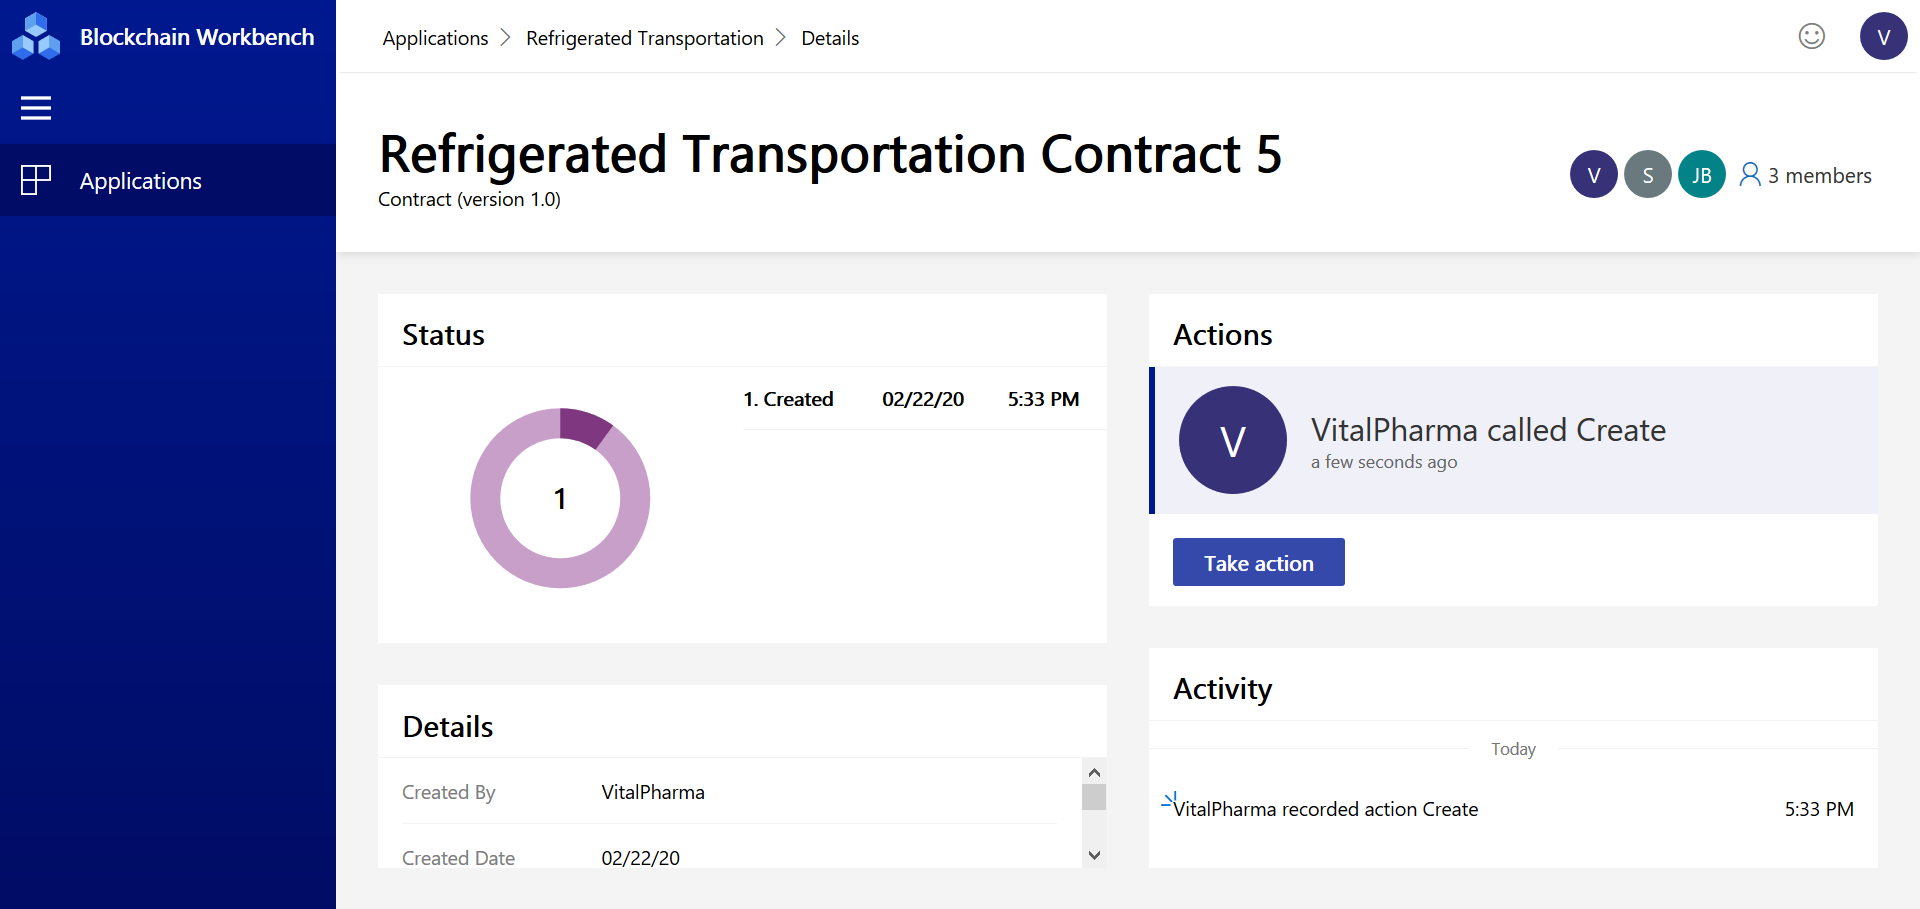 Blockchain Workbench
Applications
Applications > Refrigerated Transportation > Details
V
Refrigerated Transportation Contract 5
Contract (version 1.0)
V S JB 3 members
Status
1. Created 02/22/20 5:33 PM
1
Details
Created By VitalPharma
Created Date 02/22/20
Actions
V
VitalPharma called Create
a few seconds ago
Take action
Activity
Today
VitalPharma recorded action Create 5:33 PM